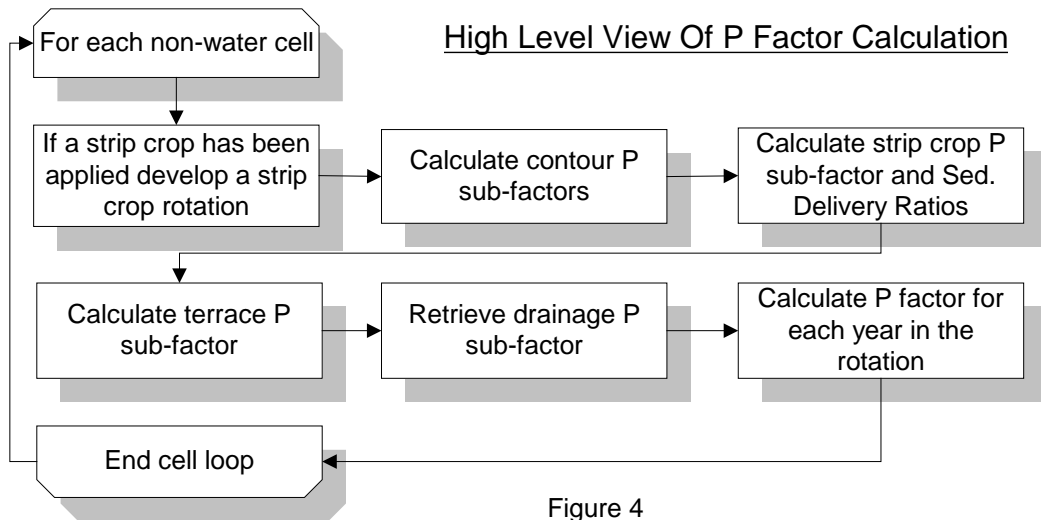 High Level View Of P Factor Calculation
For each non-water cell
If a strip crop has been
applied develop a strip
crop rotation
Calculate contour P
sub-factors
Calculate strip crop P
sub-factor and Sed.
Delivery Ratios
Calculate terrace P
sub-factor
Retrieve drainage P
sub-factor
Calculate P factor for
each year in the
rotation
End cell loop
Figure 4